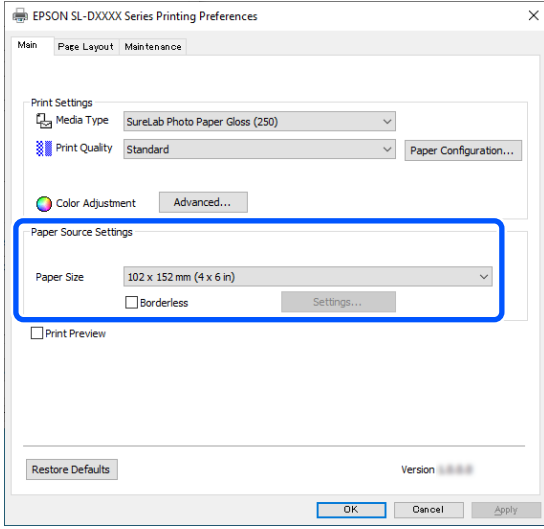 EPSON SL-DXXXX Series Printing Preferences
Main Page Layout Maintenance
Print Settings
Media Type SureLab Photo Paper Gloss (250)
Print Quality Standard Paper Configuration...
Color Adjustment Advanced...
Paper Source Settings
Paper Size 102 x 152 mm (4 x 6 in)
Borderless Settings...
Print Preview
Restore Defaults Version
OK Cancel Apply